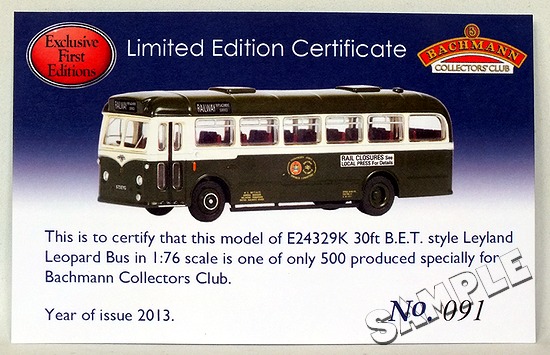 Exclusive
First
Editions
Limited Edition Certificate
BACHMANN
COLLECTORS' CLUB
RAILWAY
RAILWAY
RAIL CLOSURES See
LOCAL PRESS For Details
This is to certify that this model of E24329K 30ft B.E.T. style Leyland
Leopard Bus in 1:76 scale is one of only 500 produced specially for
Bachmann Collectors Club.
Year of issue 2013.
No. 091
SAMPLE